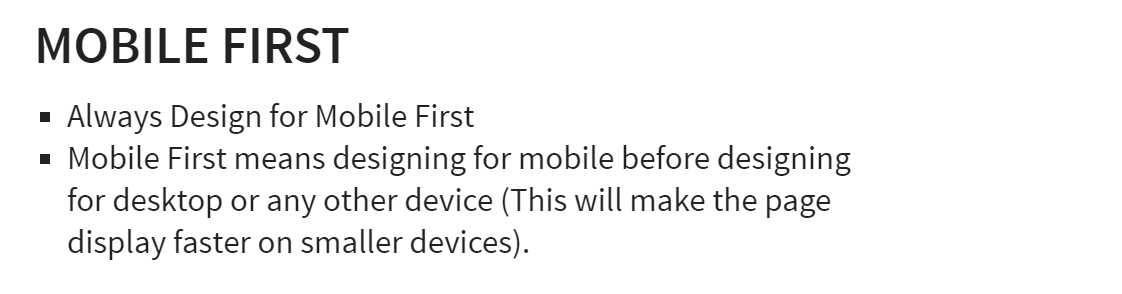 MOBILE FIRST
▪ Always Design for Mobile First
▪ Mobile First means designing for mobile before designing
for desktop or any other device (This will make the page
display faster on smaller devices).